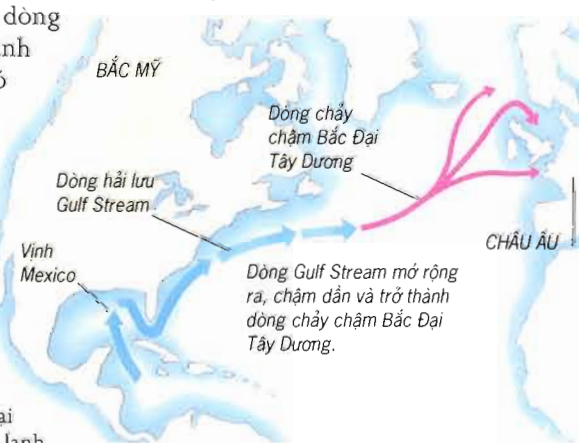 dòng
BẮC MỸ
Dòng chảy
chậm Bắc Đại
Tây Dương
Dòng hải lưu
Gulf Stream
Vịnh
Mexico
CHÂU ÂU
Dòng Gulf Stream mở rộng
ra, chậm dần và trở thành
dòng chảy chậm Bắc Đại
Tây Dương.